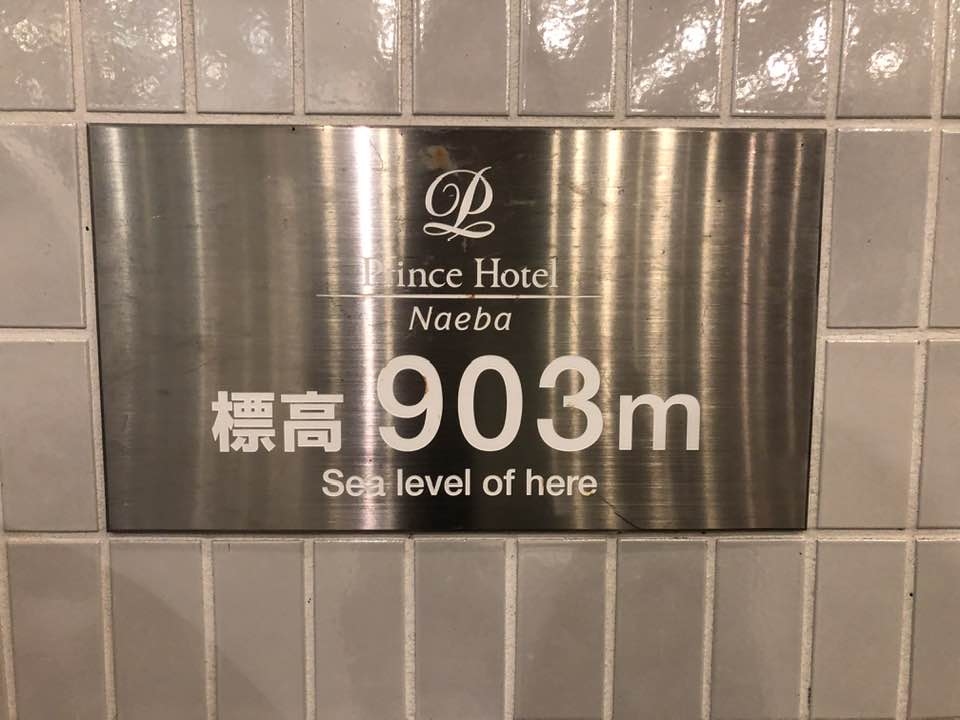 P
Prince Hotel
Naeba
標高 903m
Sea level of here